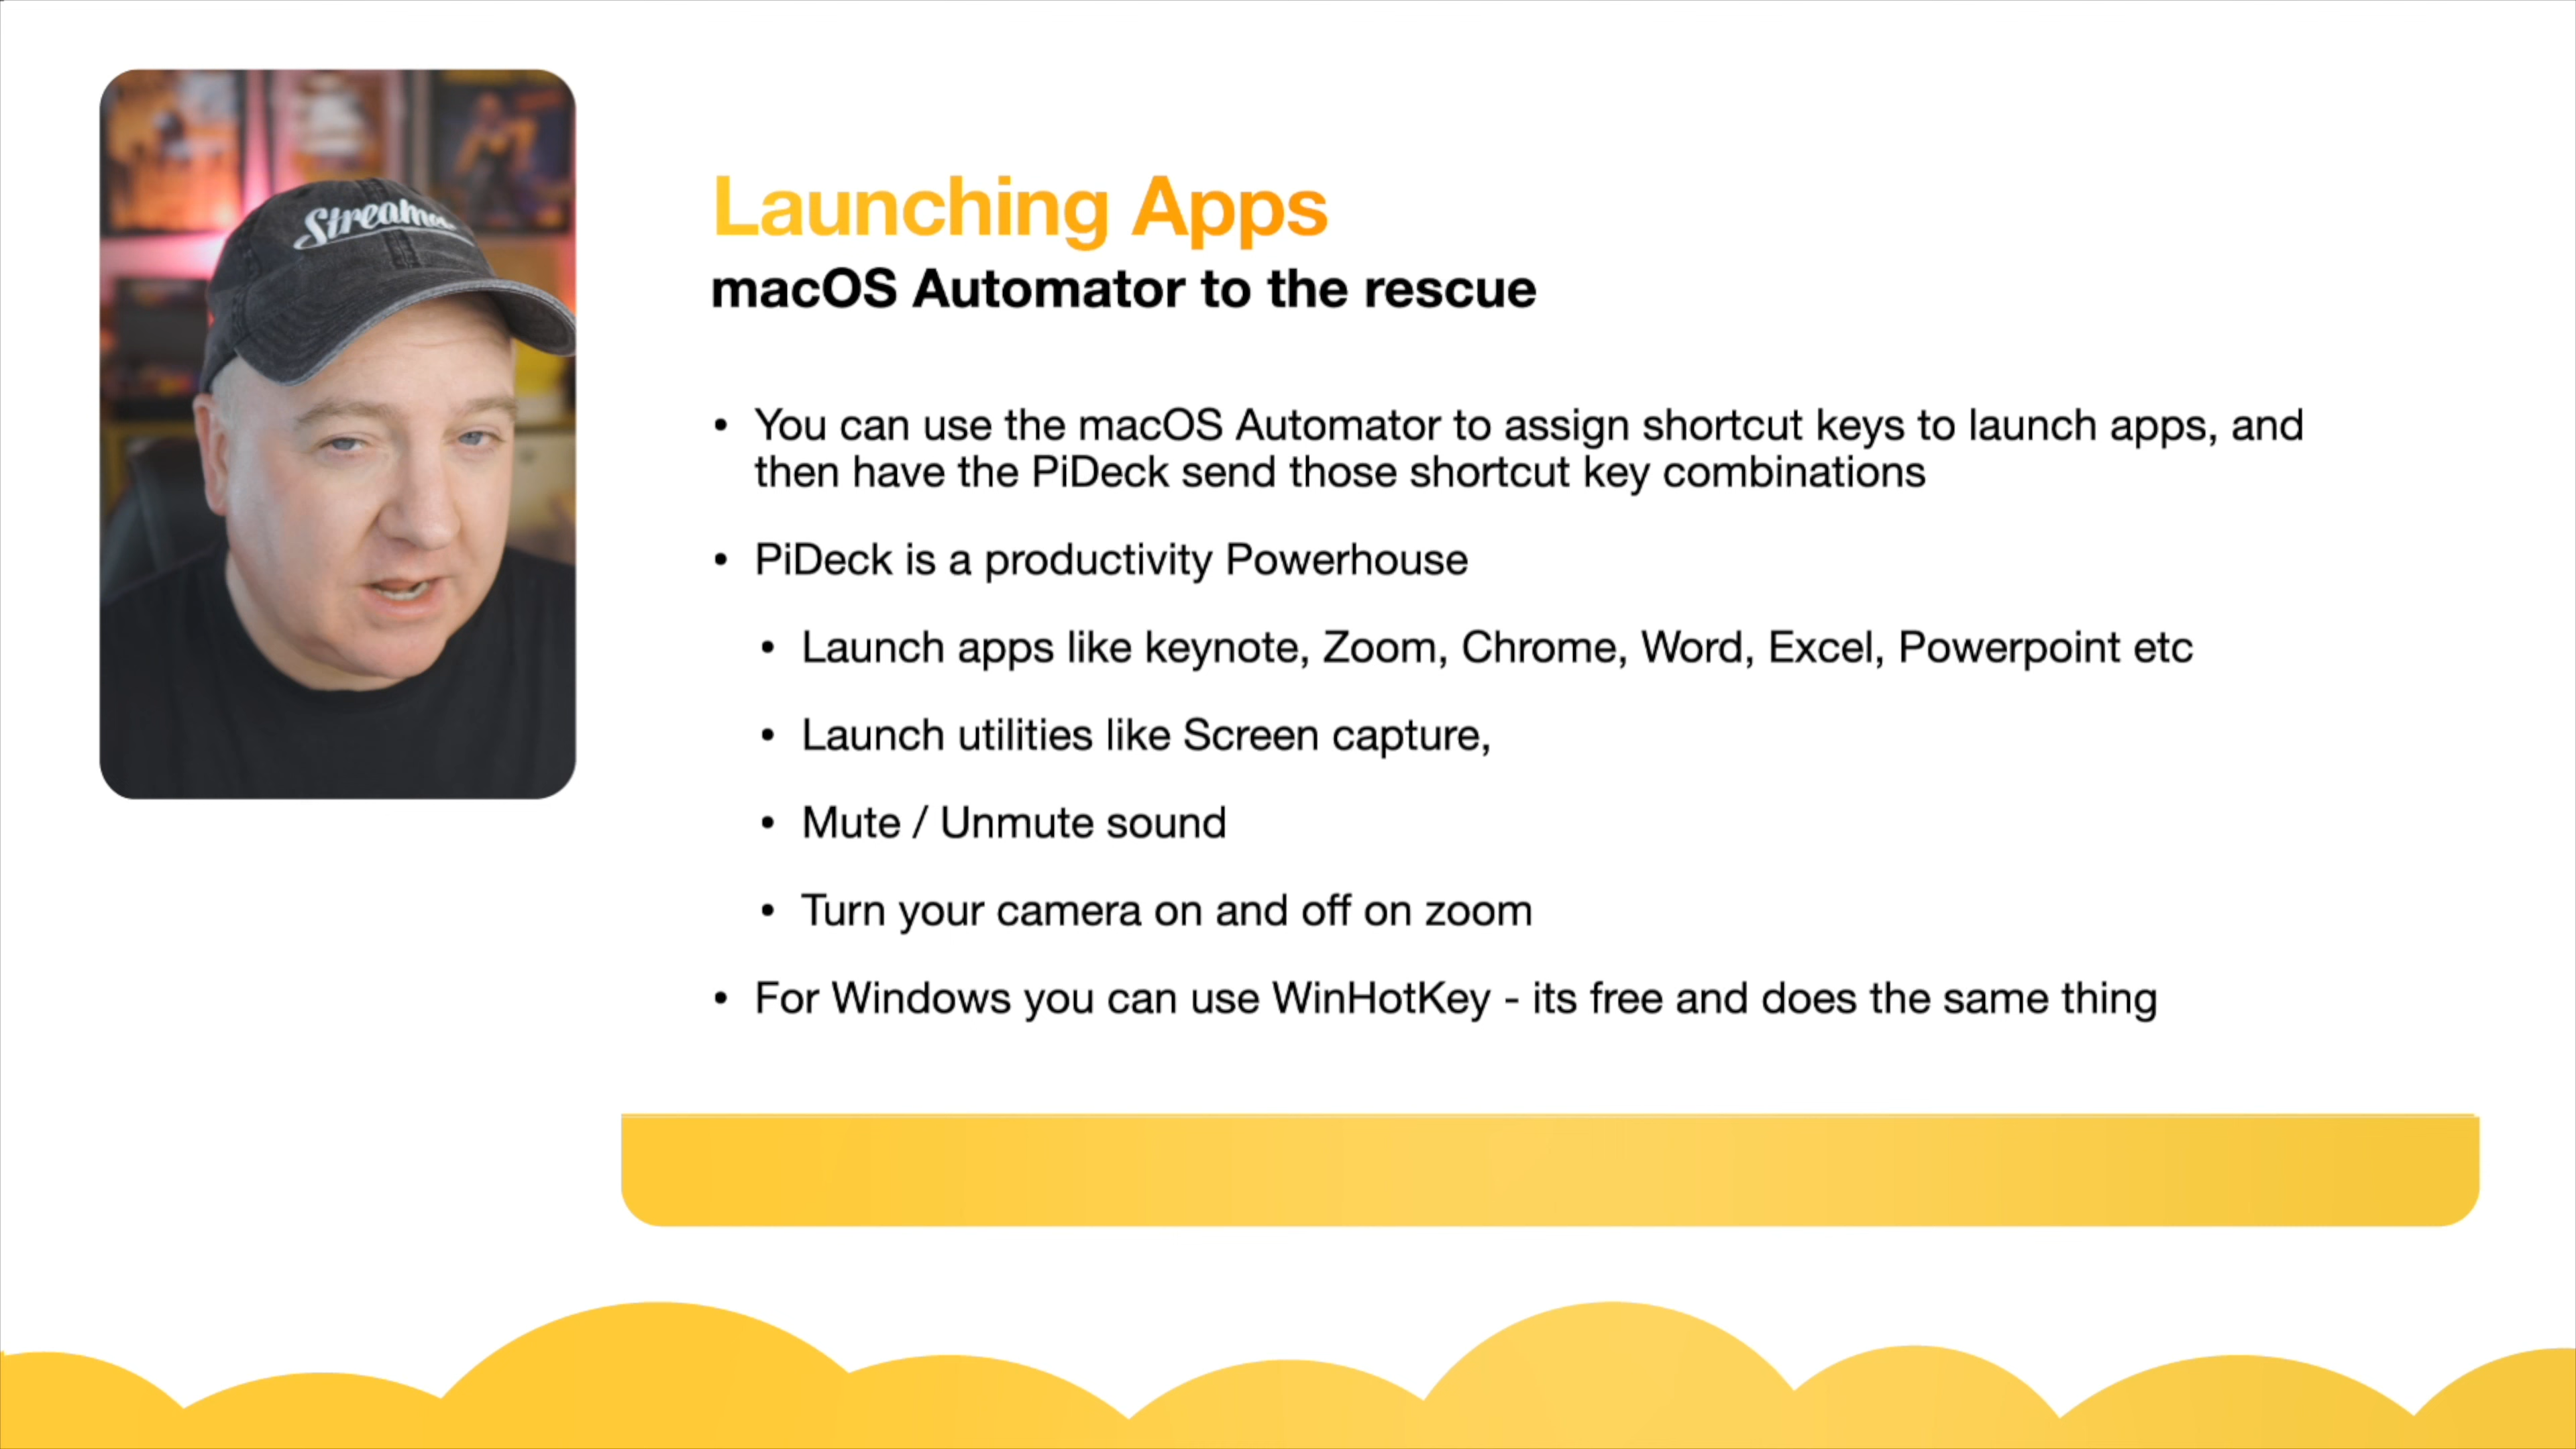 Launching Apps
macOS Automator to the rescue
• You can use the macOS Automator to assign shortcut keys to launch apps, and
then have the PiDeck send those shortcut key combinations
• PiDeck is a productivity Powerhouse
• Launch apps like keynote, Zoom, Chrome, Word, Excel, Powerpoint etc
• Launch utilities like Screen capture,
• Mute / Unmute sound
• Turn your camera on and off on zoom
• For Windows you can use WinHotKey - its free and does the same thing